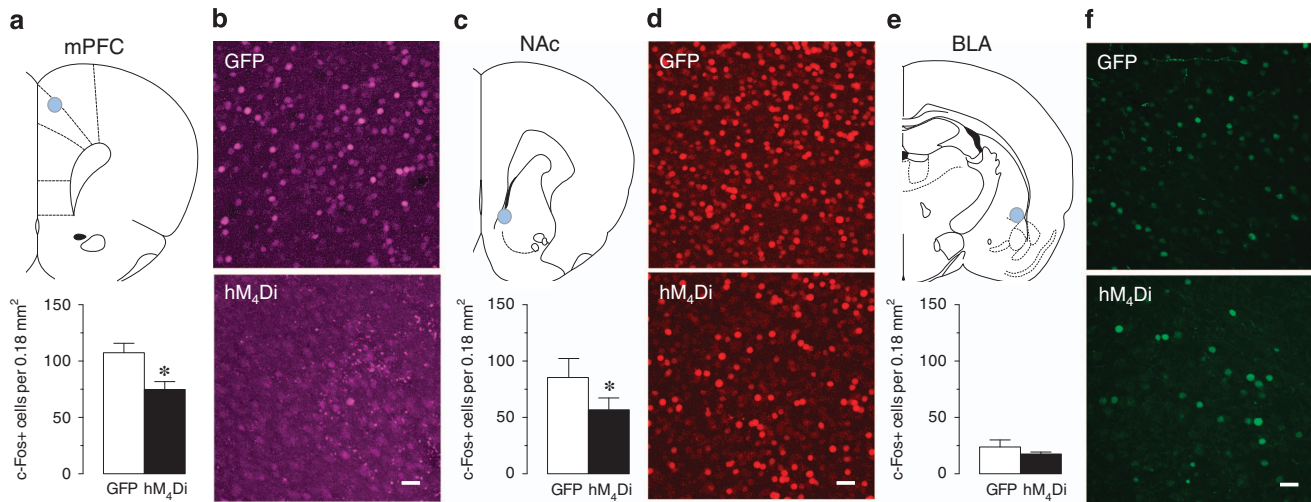 a
mPFC
c-Fos+ cells per 0.18 mm²
150
100
50
0
*
GFP hM₄Di
b
GFP
hM₄Di
c
NAc
c-Fos+ cells per 0.18 mm²
150
100
50
0
*
GFP hM₄Di
d
GFP
hM₄Di
e
BLA
c-Fos+ cells per 0.18 mm²
150
100
50
0
GFP hM₄Di
f
GFP
hM₄Di